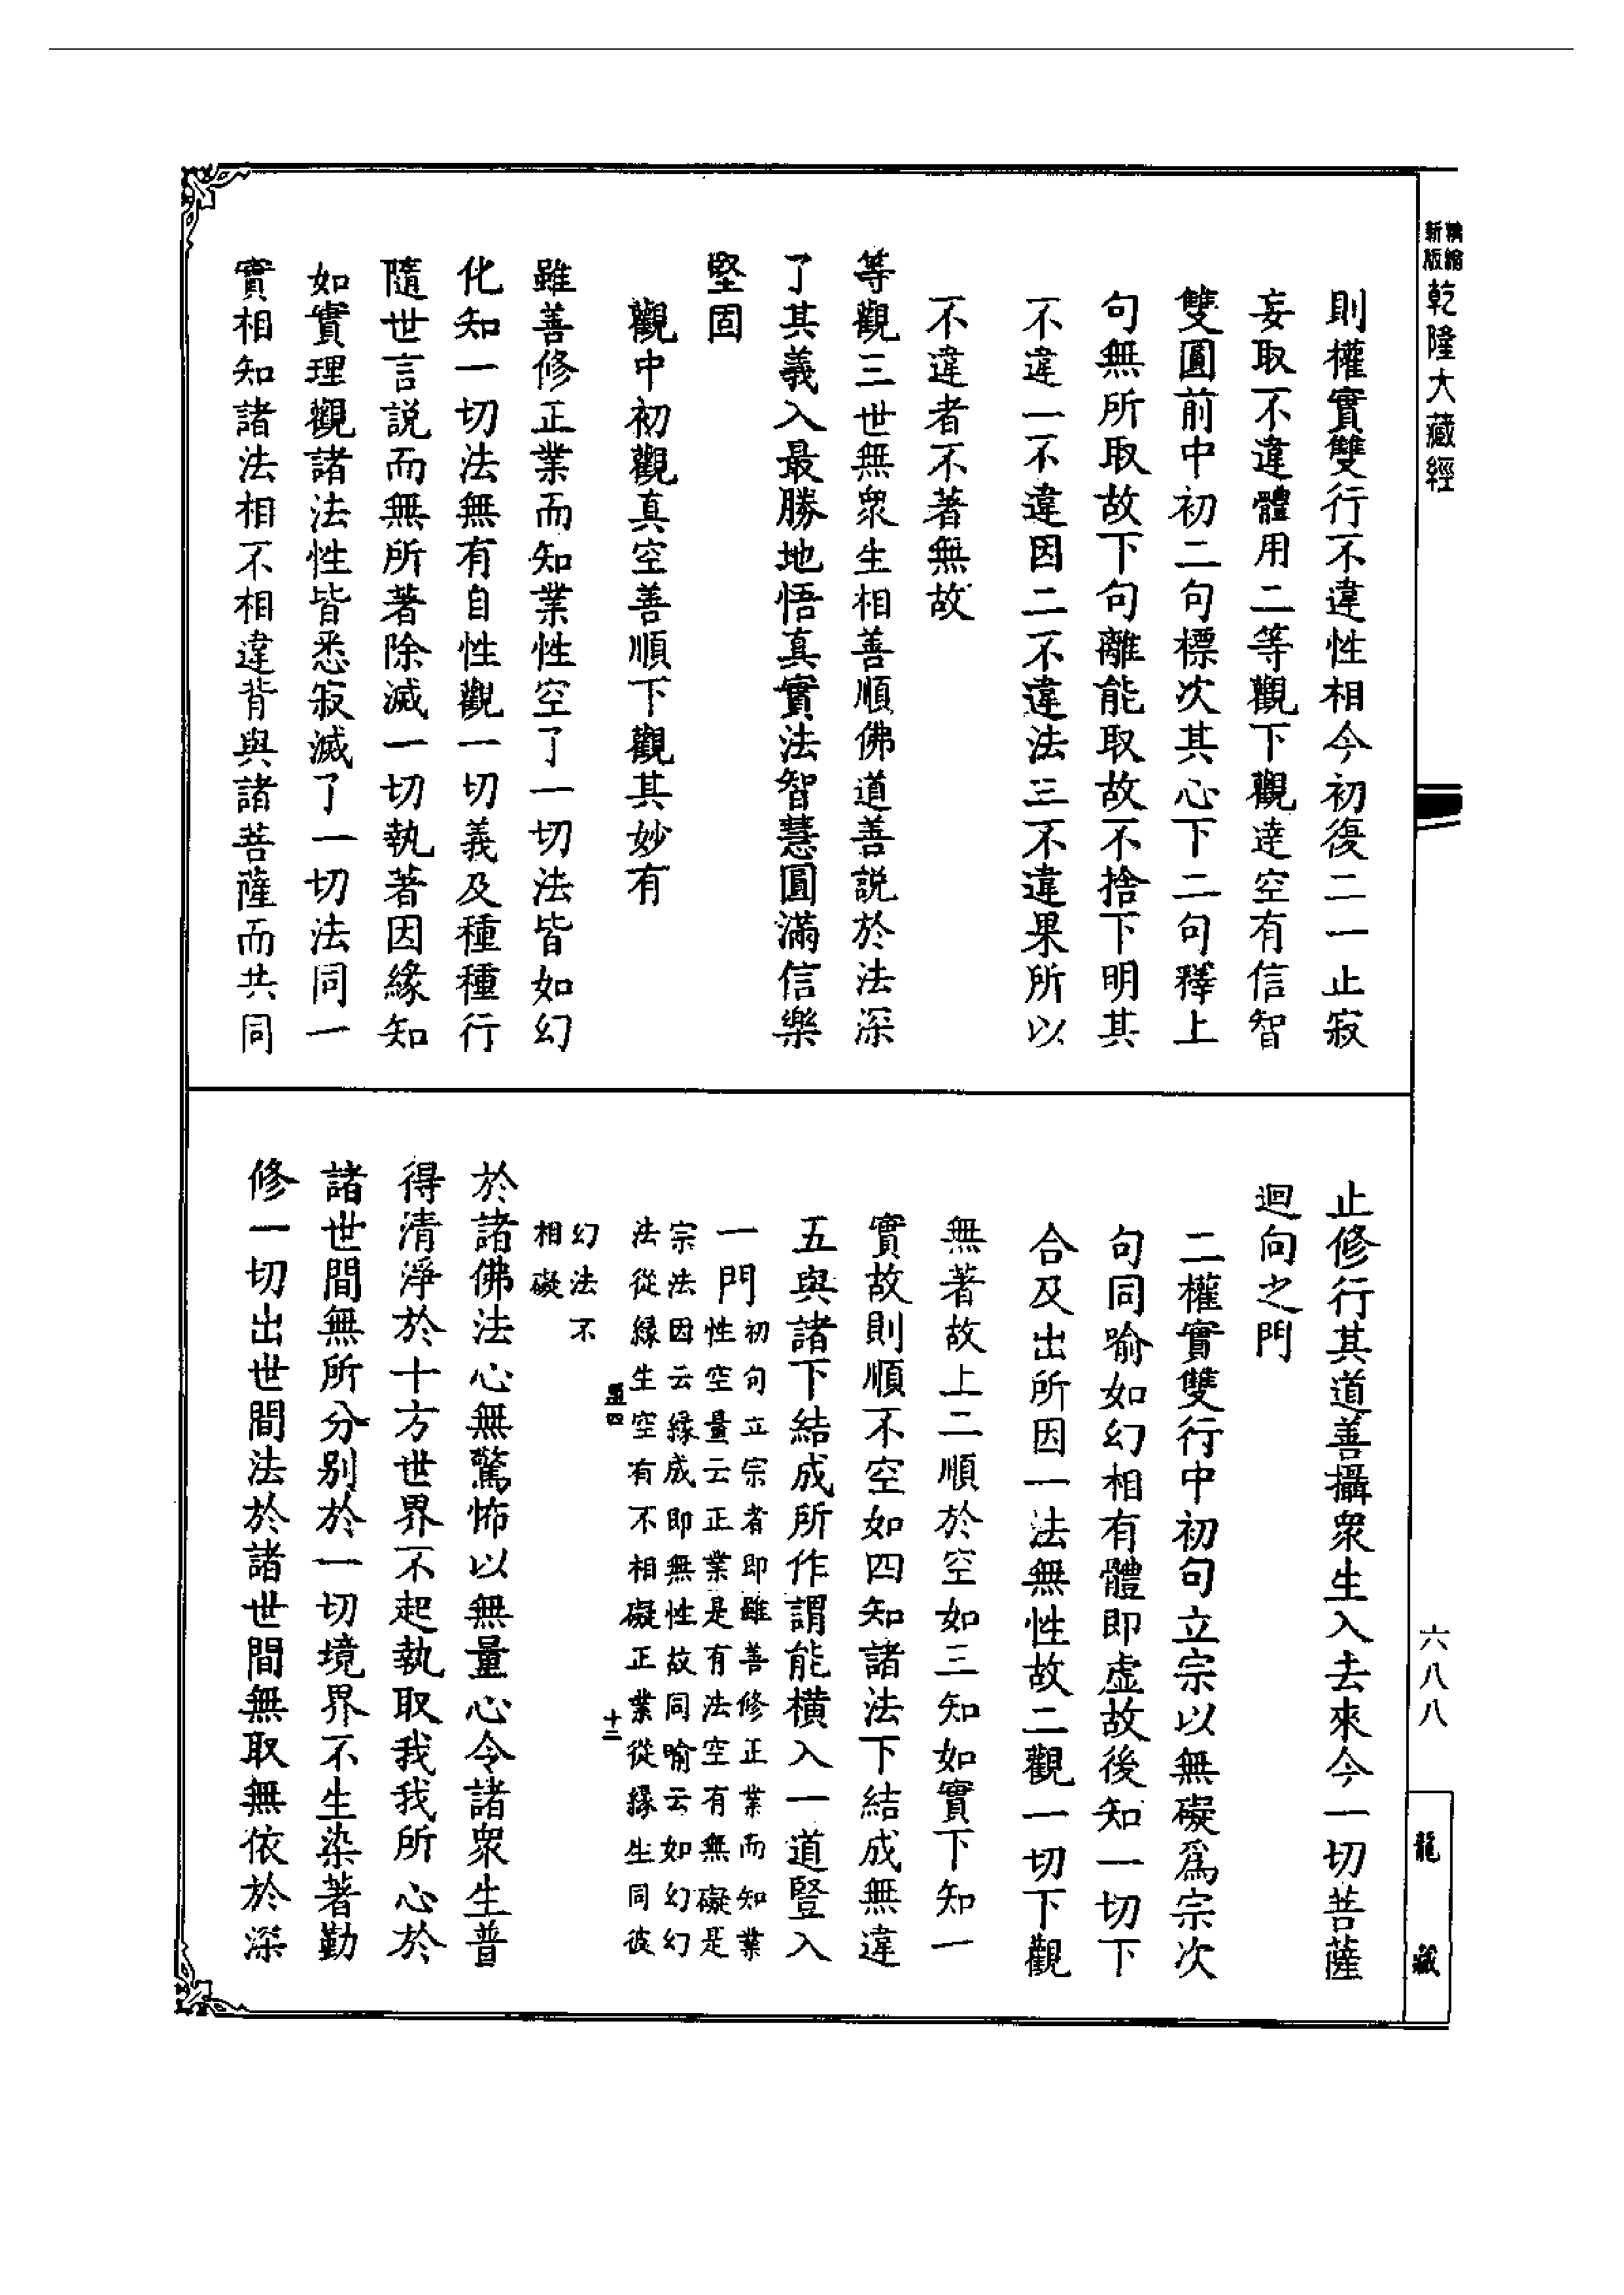 精縮
新版
乾隆大藏經
則權實雙行不違性相今初復二一止寂
妄取不違體用二等觀下觀達空有信智
雙圓前中初二句標次其心下二句釋上
句無所取故下句離能取故不捨下明其
不違一不違因二不違法三不違果所以
不違者不著無故
等觀三世無衆生相善順佛道善說於法深
了其義入最勝地悟真實法智慧圓滿信樂
堅固
觀中初觀真空善順下觀其妙有
雖善修正業而知業性空了一切法皆如幻
化知一切法無有自性觀一切義及種種行
隨世言說而無所著除滅一切執著因緣知
如實理觀諸法性皆悉寂滅了一切法同一
實相知諸法相不相違背與諸菩薩而共同
止修行其道善攝衆生入去來今一切菩薩
迴向之門
二權實雙行中初句立宗以無礙爲宗次
句同喻如幻相有體即虛故後知一切下
合及出所因一法無性故二觀一切下觀
無著故上二順於空如三知如實下知一
實故則順不空如四知諸法下結成無違
五與諸下結成所作謂能橫入一道豎入
一門
初句立宗者即雖善修正業而知業
性空量云正業是有法空有無礙是
宗法因云緣成即無性故同喻云如幻幻
法從緣生空有不相礙正業從緣生同彼
幻法不
相礙
於諸佛法心無驚怖以無量心令諸衆生普
得清淨於十方世界不起執取我我所心於
諸世間無所分別於一切境界不生染著勤
修一切出世間法於諸世間無取無依於深
十二
六八八
龍藏